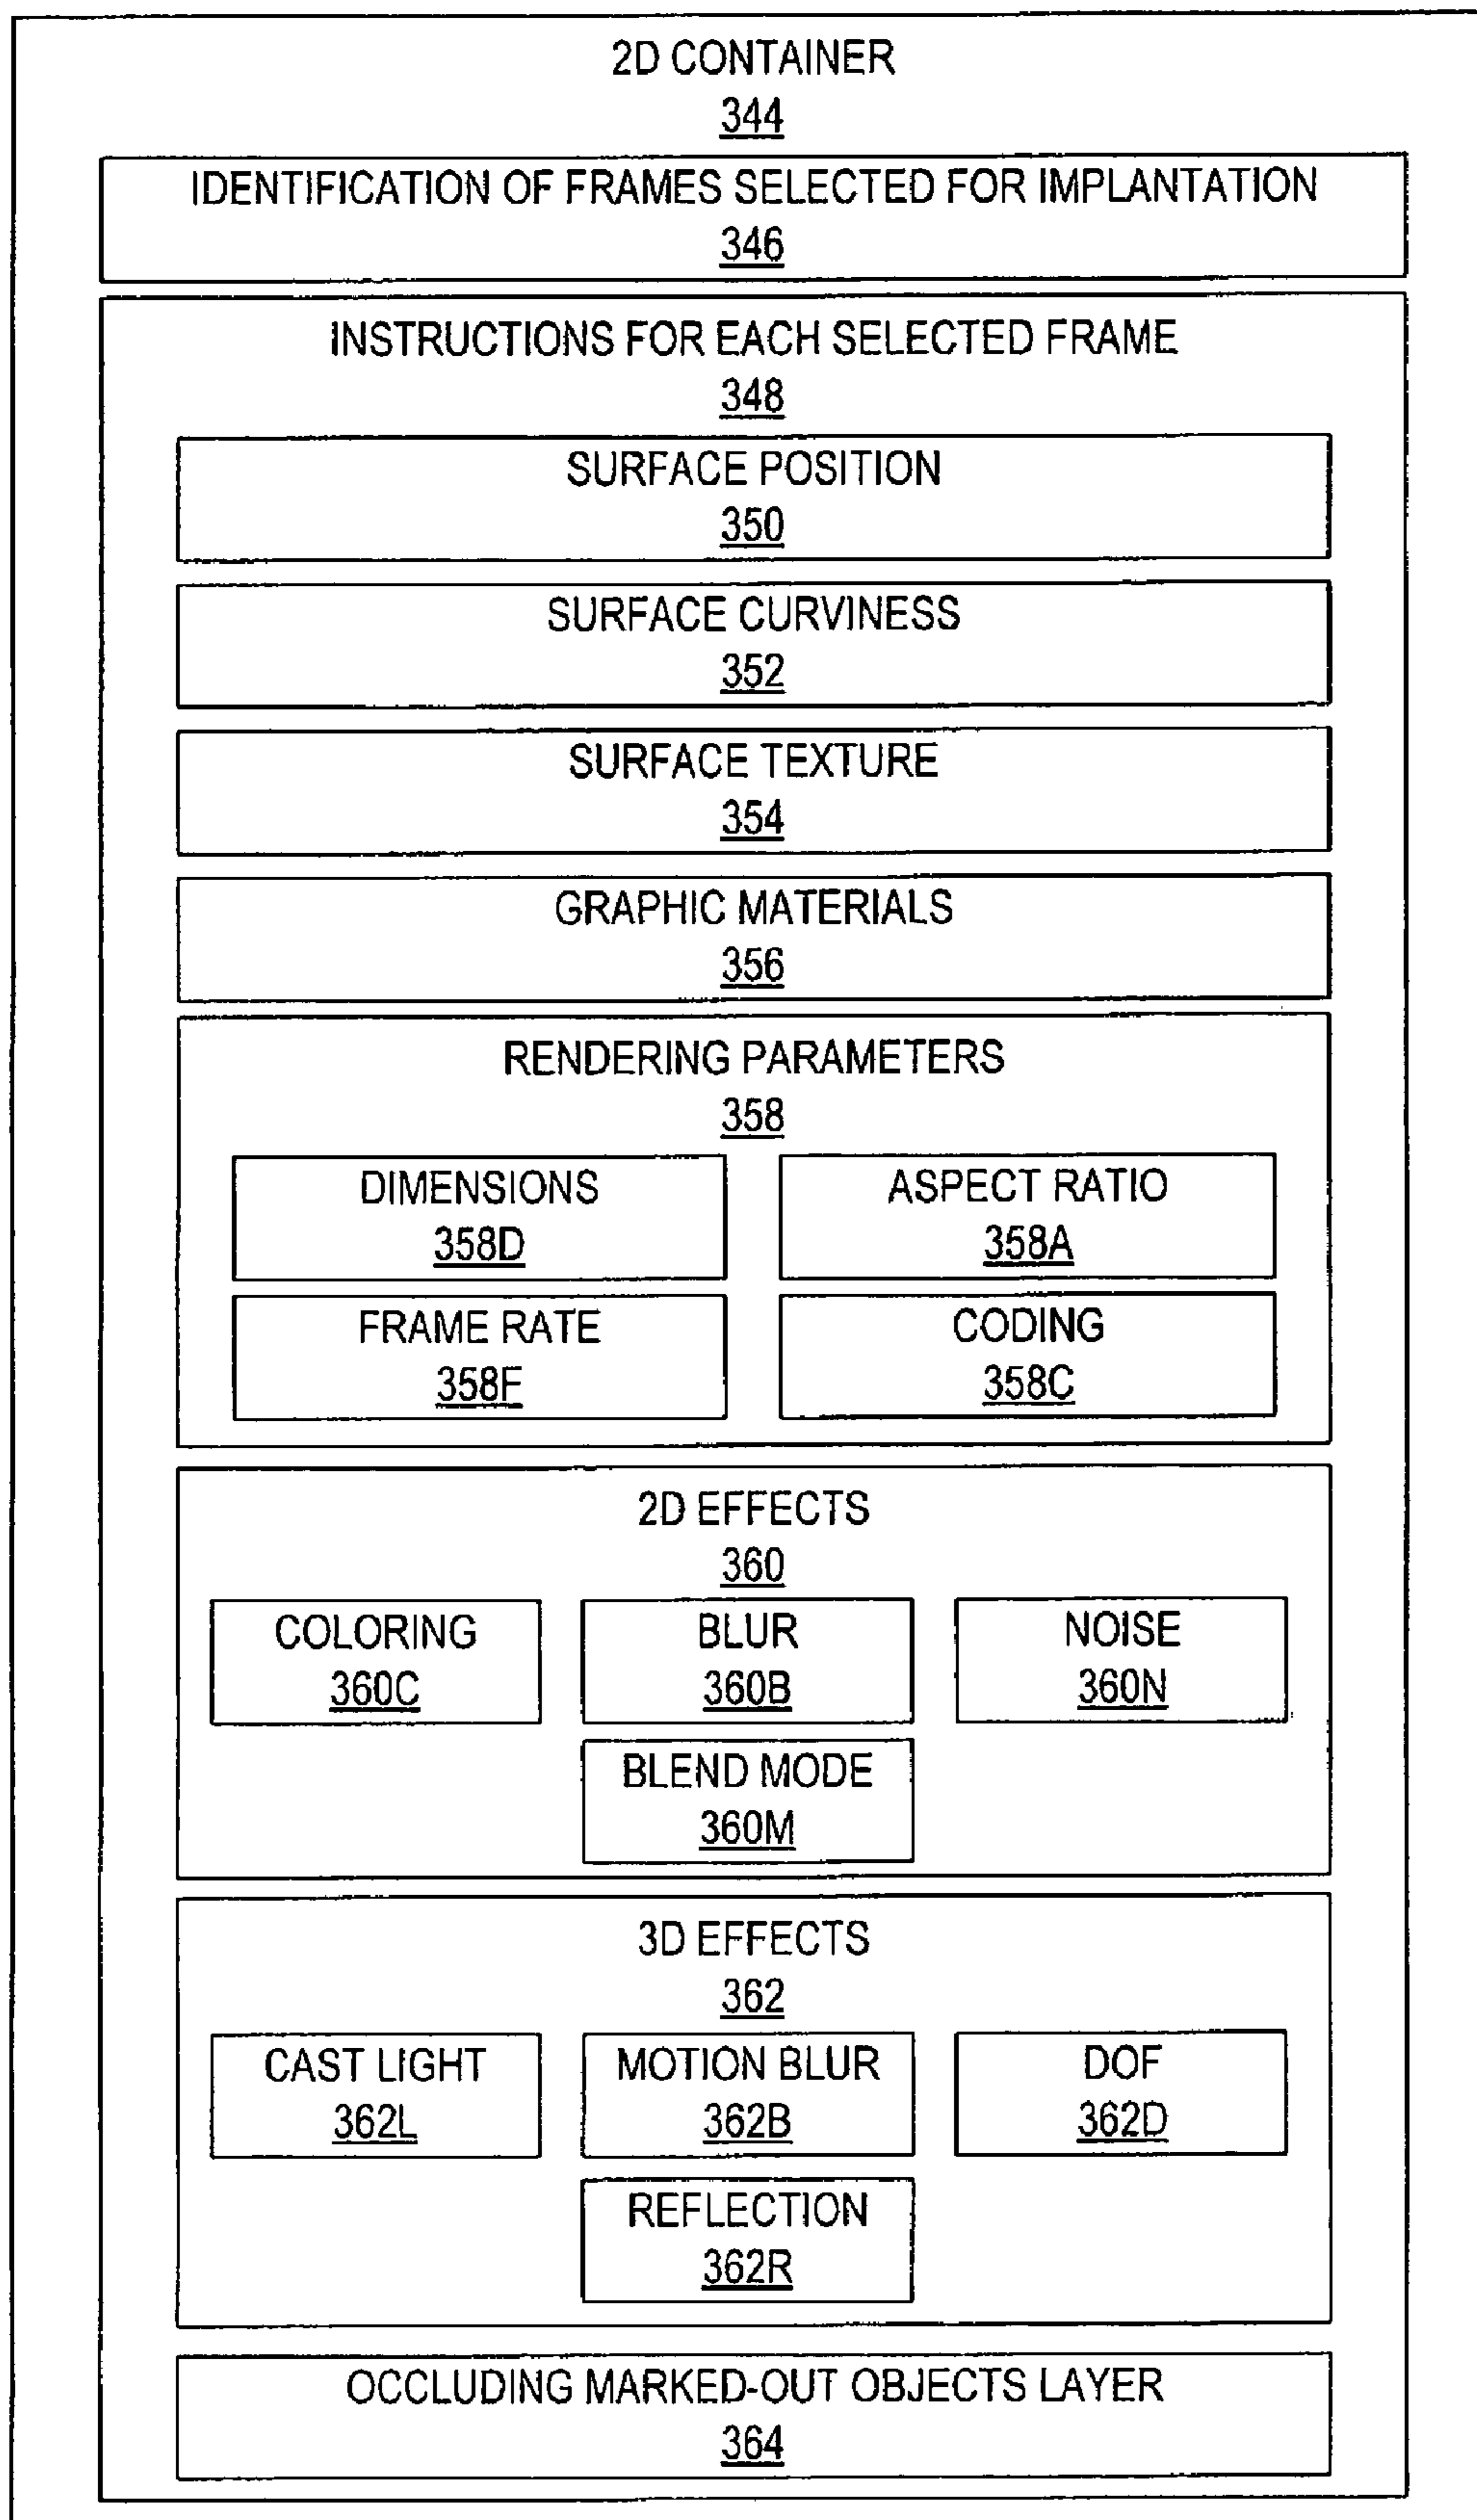 2D CONTAINER
344
IDENTIFICATION OF FRAMES SELECTED FOR IMPLANTATION
346
INSTRUCTIONS FOR EACH SELECTED FRAME
348
SURFACE POSITION
350
SURFACE CURVINESS
352
SURFACE TEXTURE
354
GRAPHIC MATERIALS
356
RENDERING PARAMETERS
358
DIMENSIONS
358D
ASPECT RATIO
358A
FRAME RATE
358F
CODING
358C
2D EFFECTS
360
COLORING
360C
BLUR
360B
NOISE
360N
BLEND MODE
360M
3D EFFECTS
362
CAST LIGHT
362L
MOTION BLUR
362B
DOF
362D
REFLECTION
362R
OCCLUDING MARKED-OUT OBJECTS LAYER
364